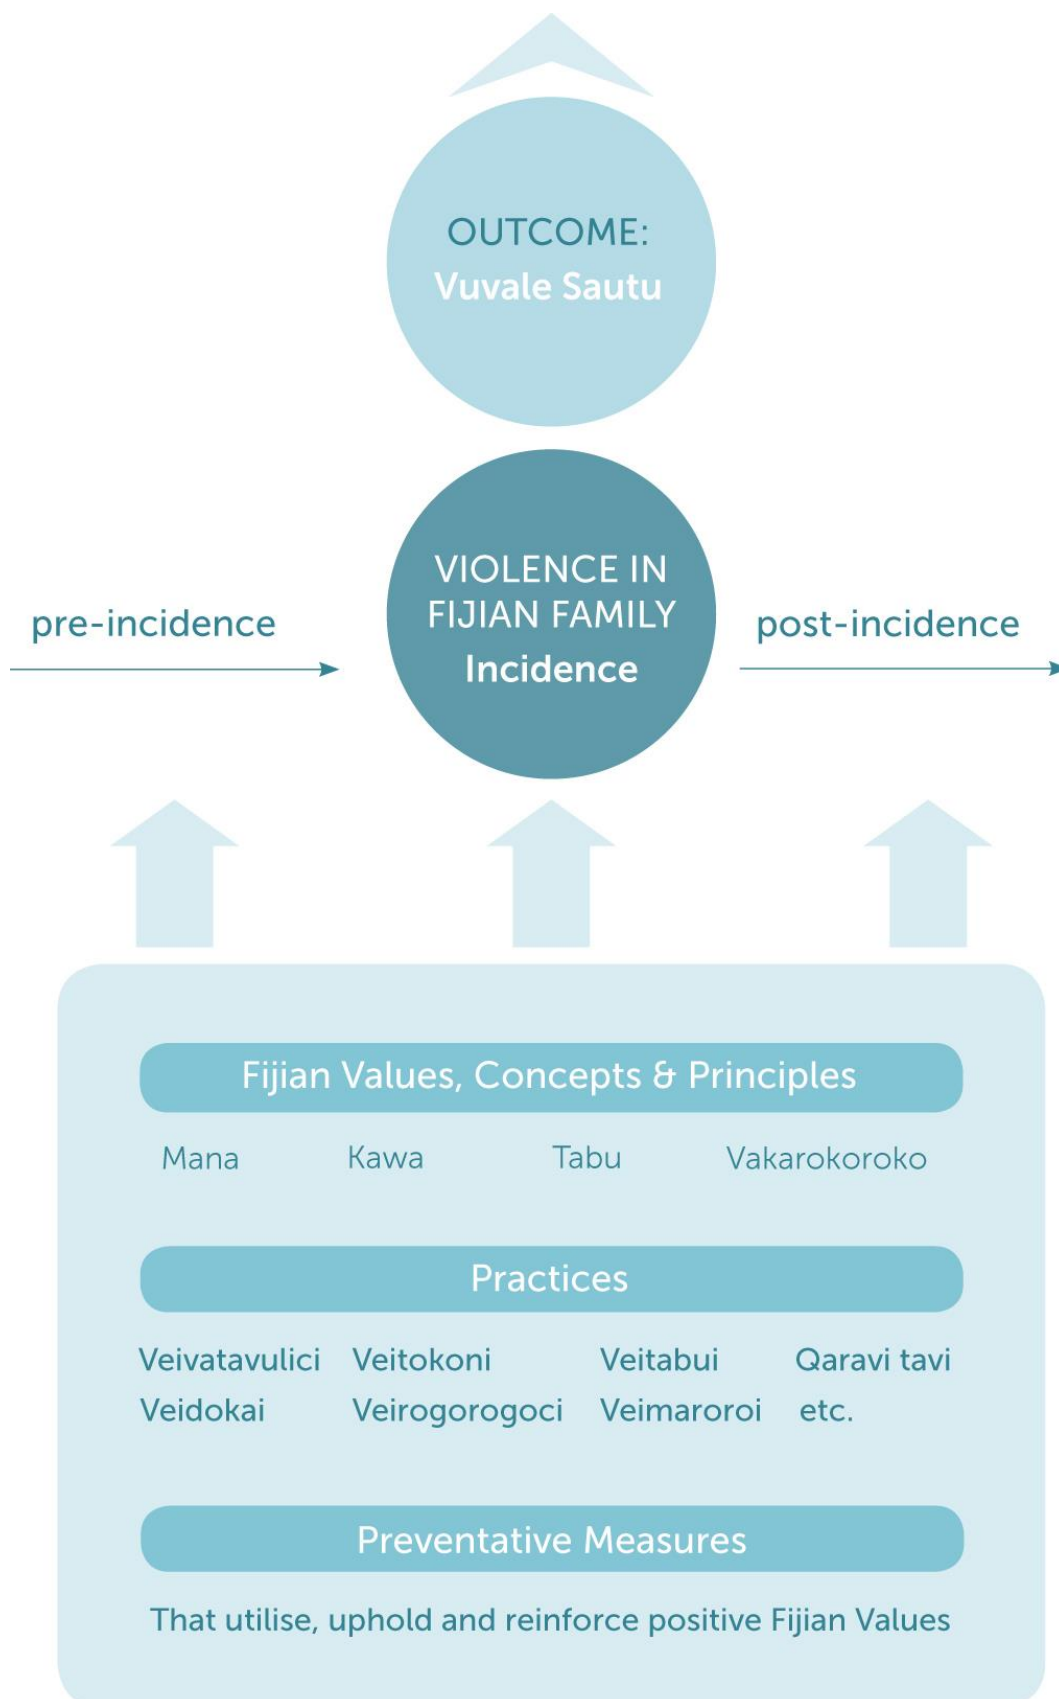 OUTCOME:
Vuvale Sautu
VIOLENCE IN
FIJIAN FAMILY
Incidence
pre-incidence
post-incidence
Fijian Values, Concepts & Principles
Mana Kawa Tabu Vakarokoroko
Practices
Veivatavulici Veitokoni Veitabui Qaravi tavi
Veidokai Veirogorogoci Veimaroroi etc.
Preventative Measures
That utilise, uphold and reinforce positive Fijian Values